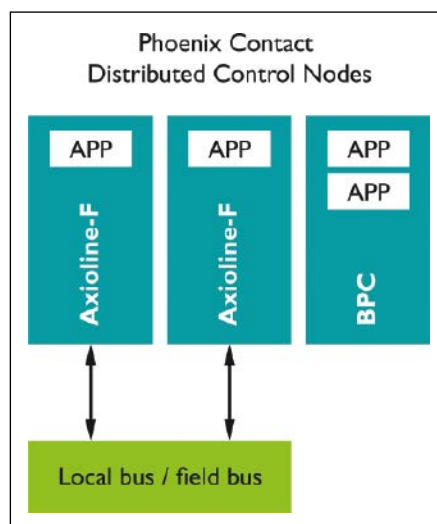 Phoenix Contact
Distributed Control Nodes
APP
Axioline-F
APP
Axioline-F
APP
APP
BPC
Local bus / field bus